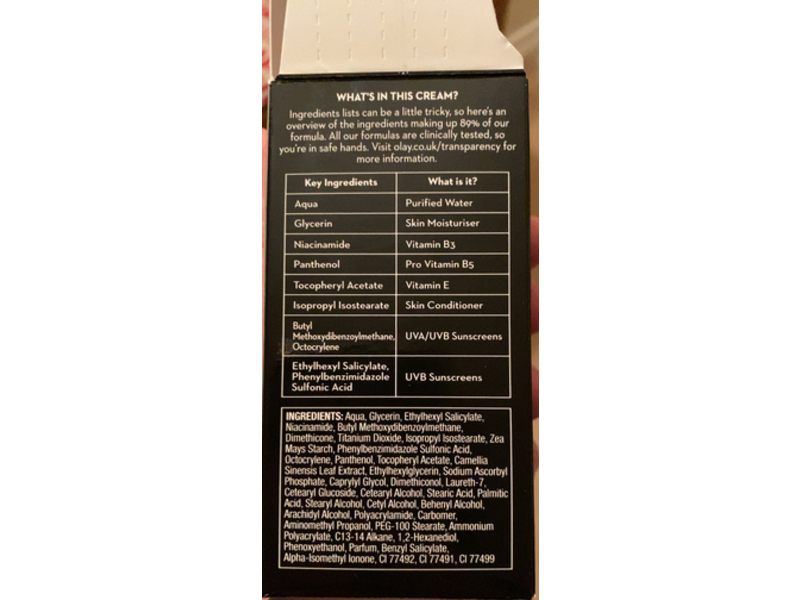 WHAT'S IN THIS CREAM?
Ingredients lists can be a little tricky, so here's an
overview of the ingredients making up 89% of our
formula. All our formulas are clinically tested, so
you're in safe hands. Visit olay.co.uk/transparency for
more information.
Key Ingredients What is it?
Aqua Purified Water
Glycerin Skin Moisturiser
Niacinamide Vitamin B3
Panthenol Pro Vitamin B5
Tocopheryl Acetate Vitamin E
Isopropyl Isostearate Skin Conditioner
Butyl
Methoxydibenzoylmethane, UVA/UVB Sunscreens
Octocrylene
Ethylhexyl Salicylate,
Phenylbenzimidazole UVB Sunscreens
Sulfonic Acid
INGREDIENTS: Aqua, Glycerin, Ethylhexyl Salicylate,
Niacinamide, Butyl Methoxydibenzoylmethane,
Dimethicone, Titanium Dioxide, Isopropyl Isostearate, Zea
Mays Starch, Phenylbenzimidazole Sulfonic Acid,
Octocrylene, Panthenol, Tocopheryl Acetate, Camellia
Sinensis Leaf Extract, Ethylhexylglycerin, Sodium Ascorbyl
Phosphate, Caprylyl Glycol, Dimethiconol, Laureth-7,
Cetearyl Glucoside, Cetearyl Alcohol, Stearic Acid, Palmitic
Acid, Stearyl Alcohol, Cetyl Alcohol, Behenyl Alcohol,
Arachidyl Alcohol, Polyacrylamide, Carbomer,
Aminomethyl Propanol, PEG-100 Stearate, Ammonium
Polyacrylate, C13-14 Alkane, 1,2-Hexanediol,
Phenoxyethanol, Parfum, Benzyl Salicylate,
Alpha-Isomethyl Ionone, CI 77492, CI 77491, CI 77499